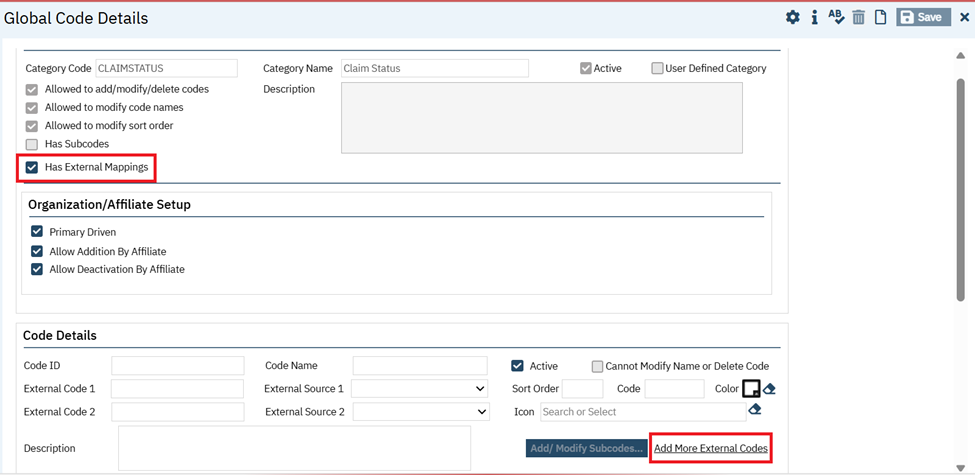 Global Code Details
AB
Save
Category Code CLAIMSTATUS Category Name Claim Status Active User Defined Category
Allowed to add/modify/delete codes Description
Allowed to modify code names
Allowed to modify sort order
Has Subcodes
Has External Mappings
Organization/Affiliate Setup
Primary Driven
Allow Addition By Affiliate
Allow Deactivation By Affiliate
Code Details
Code ID Code Name Active Cannot Modify Name or Delete Code
External Code 1 External Source 1 Sort Order Code Color
External Code 2 External Source 2 Icon Search or Select
Description Add/ Modify Subcodes... Add More External Codes